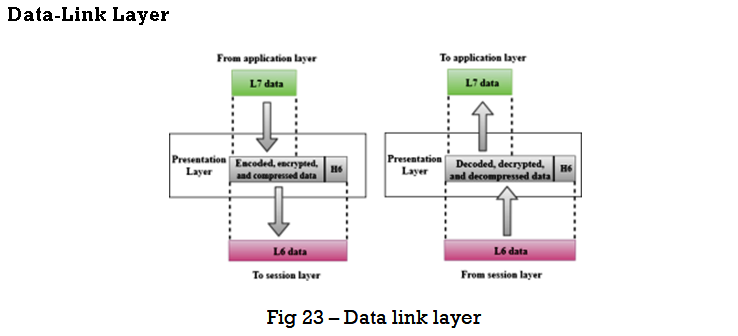 Data-Link Layer
From application layer
L7 data
Presentation
Layer
Encoded, encrypted,
and compressed data
H6
L6 data
To session layer
To application layer
L7 data
Presentation
Layer
Decoded, decrypted,
and decompressed data
H6
L6 data
From session layer
Fig 23 – Data link layer